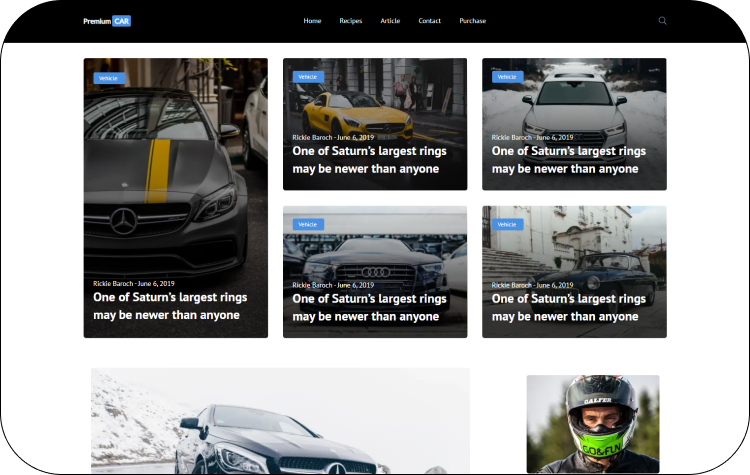 Premium CAR
Home Recipes Article Contact Purchase
Vehicle
Rickie Baroch - June 6, 2019
One of Saturn's largest rings
may be newer than anyone
Vehicle
Rickie Baroch - June 6, 2019
One of Saturn's largest rings
may be newer than anyone
Vehicle
Rickie Baroch - June 6, 2019
One of Saturn's largest rings
may be newer than anyone
Vehicle
Rickie Baroch - June 6, 2019
One of Saturn's largest rings
may be newer than anyone
Vehicle
Rickie Baroch - June 6, 2019
One of Saturn's largest rings
may be newer than anyone
GALFER
GO&FUN